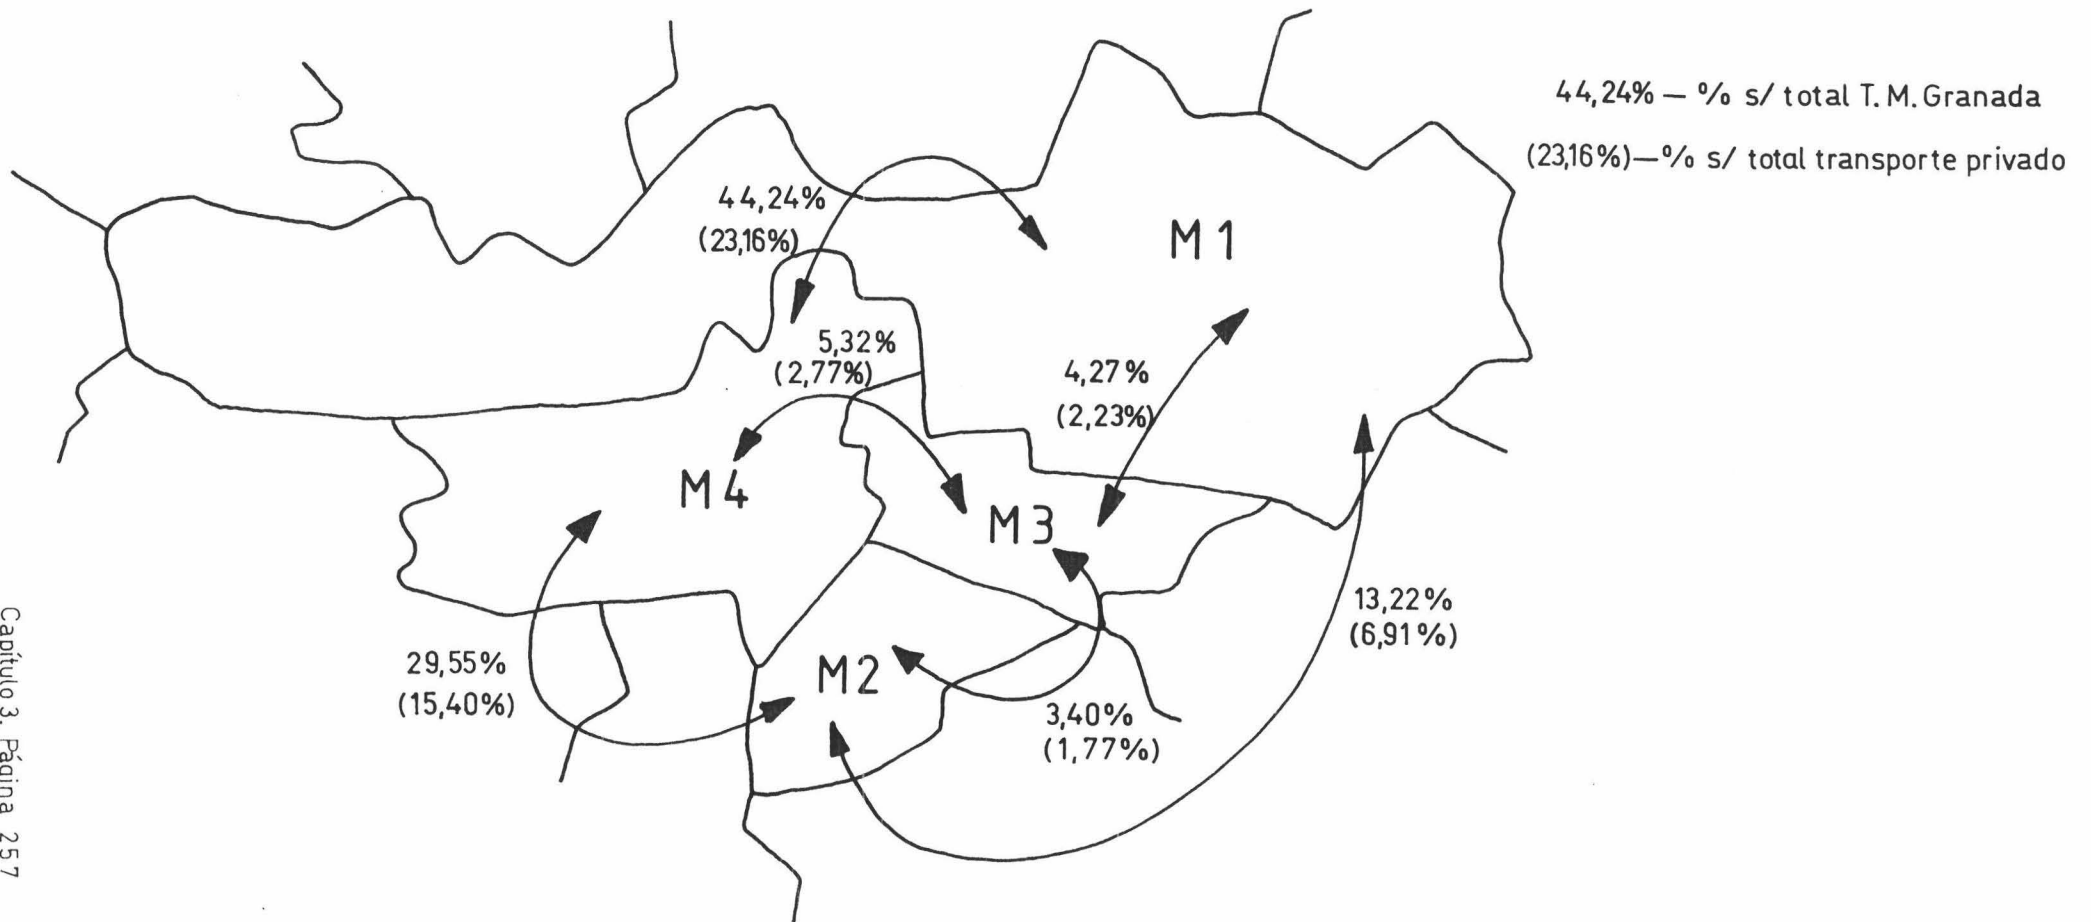 44,24% — % s/ total T.M. Granada
(23,16%) — % s/ total transporte privado
44,24%
(23,16%)
M1
5,32%
(2,77%)
4,27%
(2,23%)
M4
M3
13,22%
(6,91%)
29,55%
(15,40%)
M2
3,40%
(1,77%)
Capítulo 3. Página 257